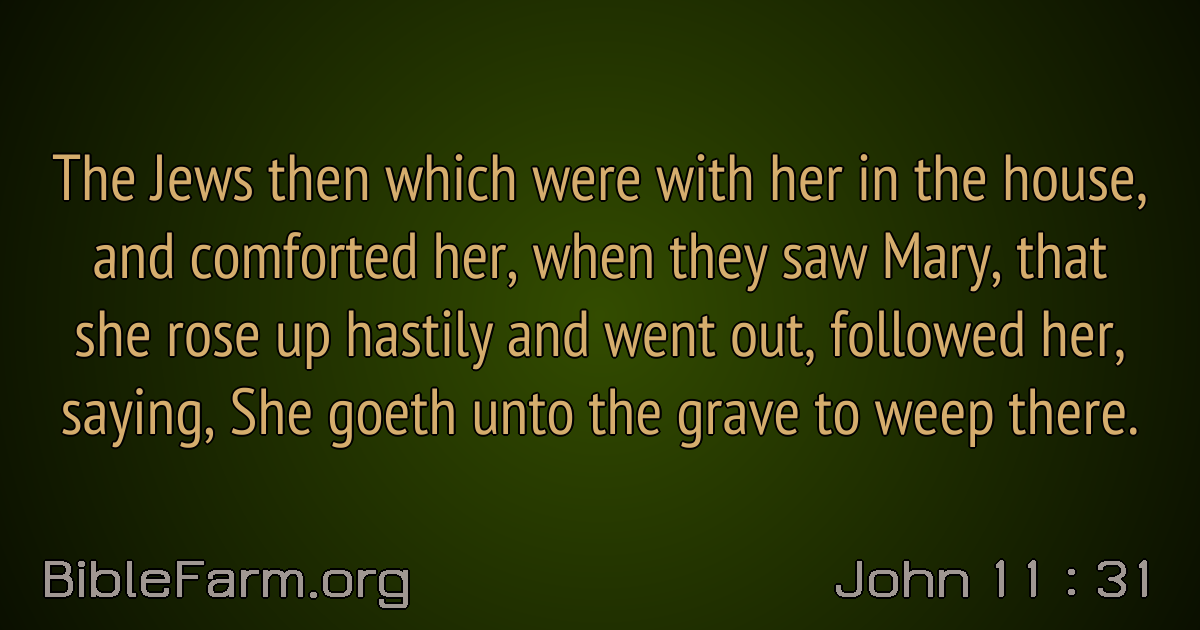 The Jews then which were with her in the house,
and comforted her, when they saw Mary, that
she rose up hastily and went out, followed her,
saying, She goeth unto the grave to weep there.
BibleFarm.org
John 11 : 31